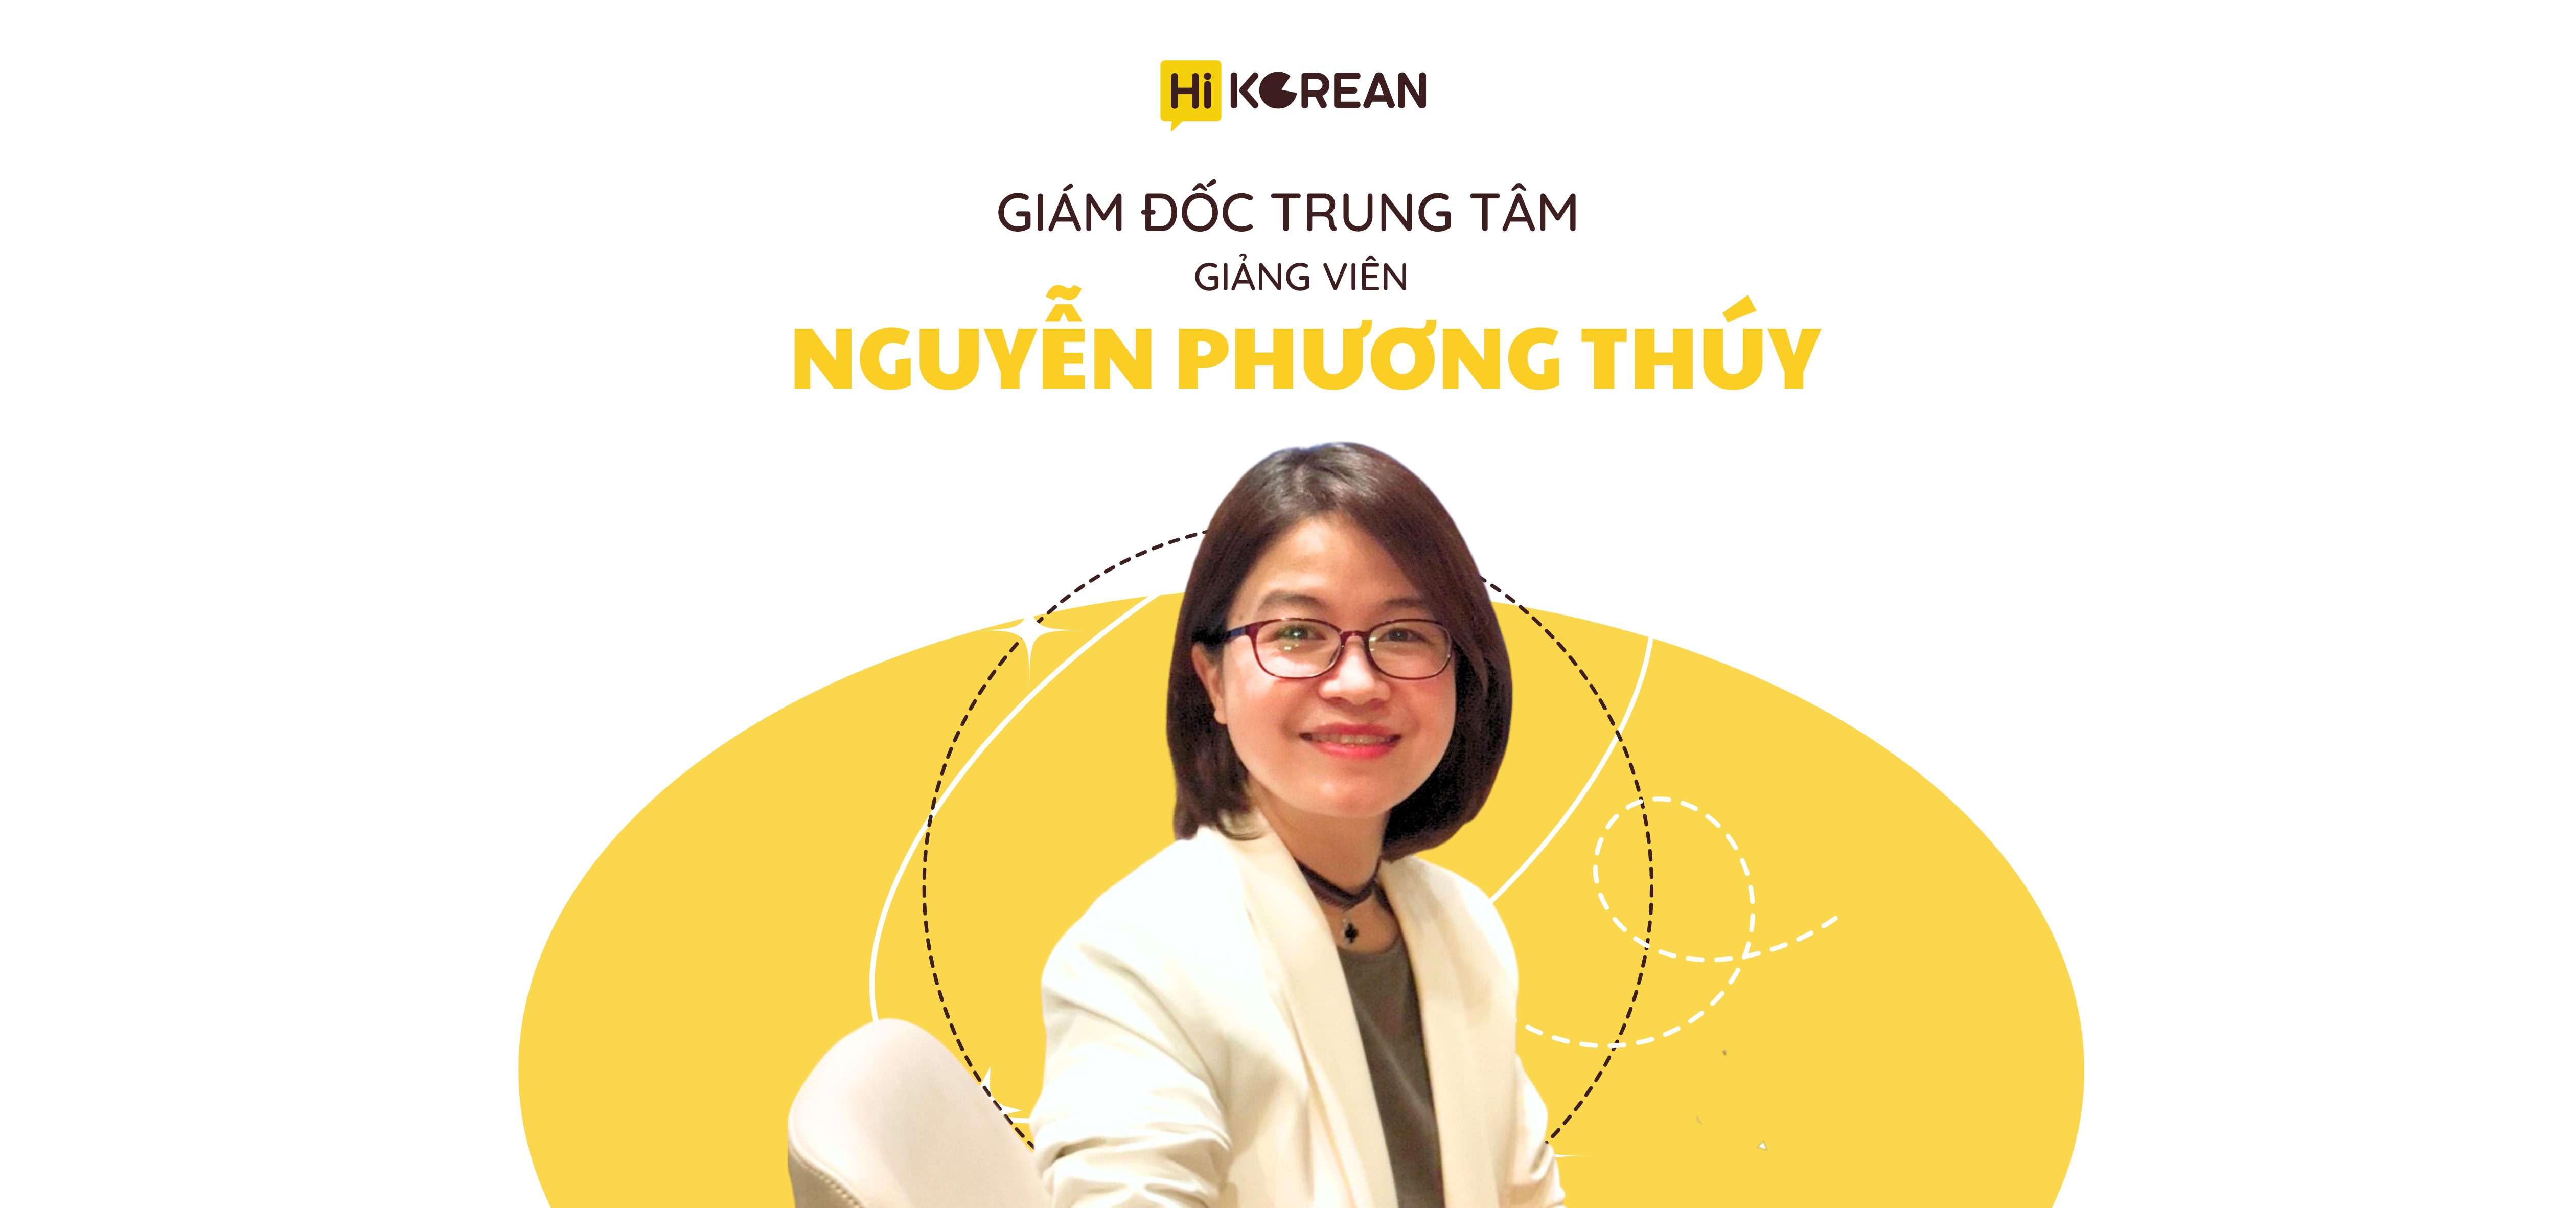 Hi KOREAN
GIÁM ĐỐC TRUNG TÂM
GIẢNG VIÊN
NGUYỄN PHƯƠNG THÚY